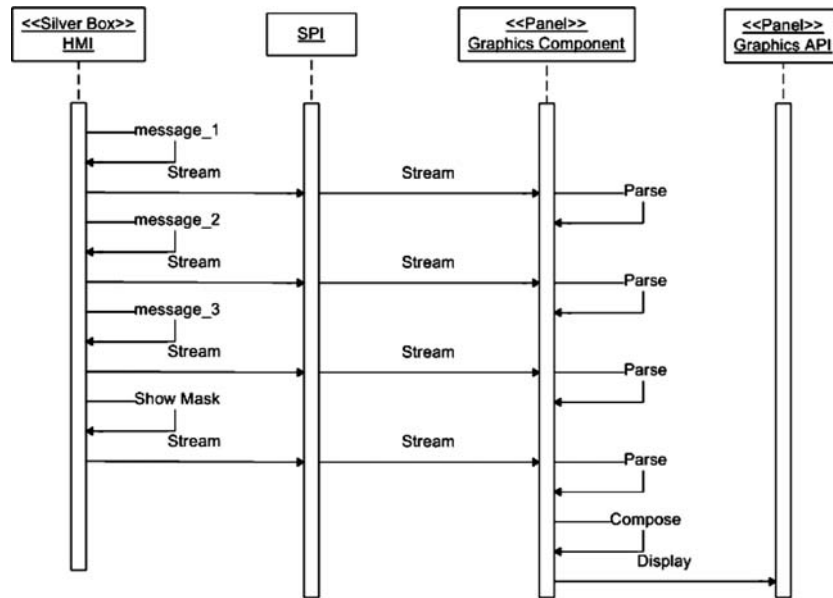 <<Silver Box>>
HMI
SPI
<<Panel>>
Graphics Component
<<Panel>>
Graphics API
message_1
Stream
Stream
Parse
message_2
Stream
Stream
Parse
message_3
Stream
Stream
Parse
Show Mask
Stream
Stream
Parse
Compose
Display